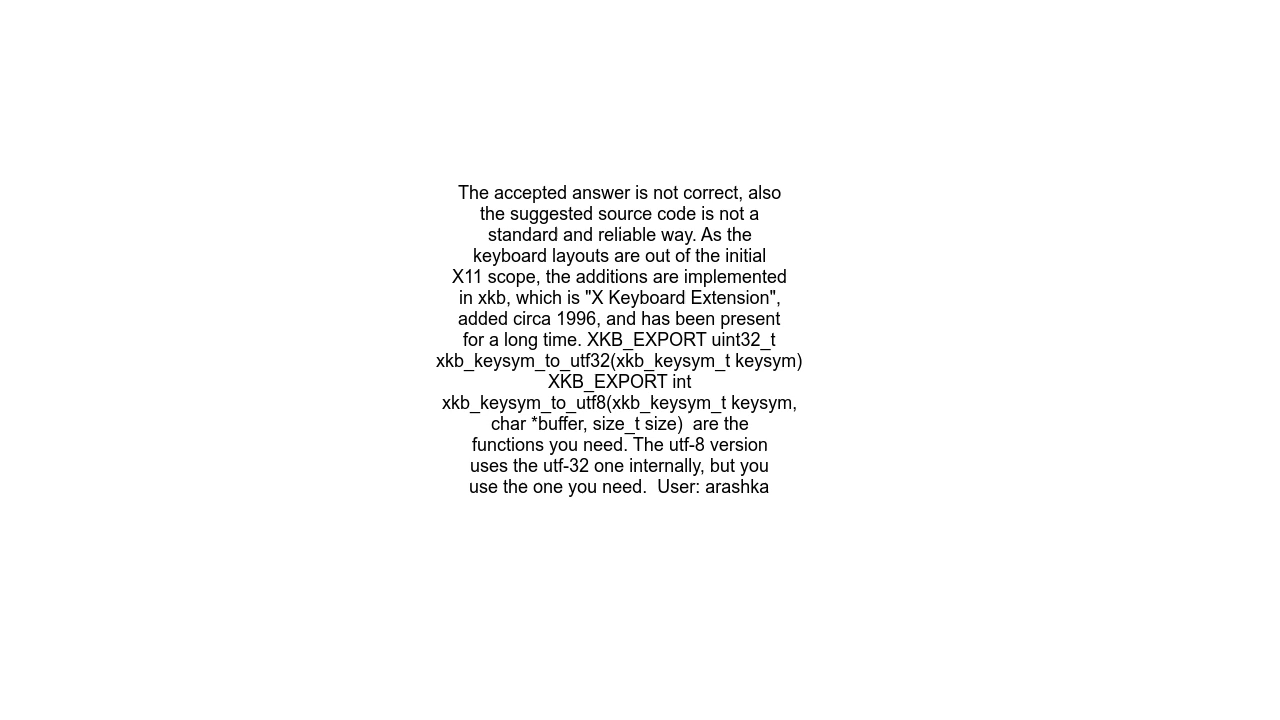 The accepted answer is not correct, also
the suggested source code is not a
standard and reliable way. As the
keyboard layouts are out of the initial
X11 scope, the additions are implemented
in xkb, which is "X Keyboard Extension",
added circa 1996, and has been present
for a long time. XKB_EXPORT uint32_t
xkb_keysym_to_utf32(xkb_keysym_t keysym)
XKB_EXPORT int
xkb_keysym_to_utf8(xkb_keysym_t keysym,
char *buffer, size_t size)  are the
functions you need. The utf-8 version
uses the utf-32 one internally, but you
use the one you need.  User: arashka